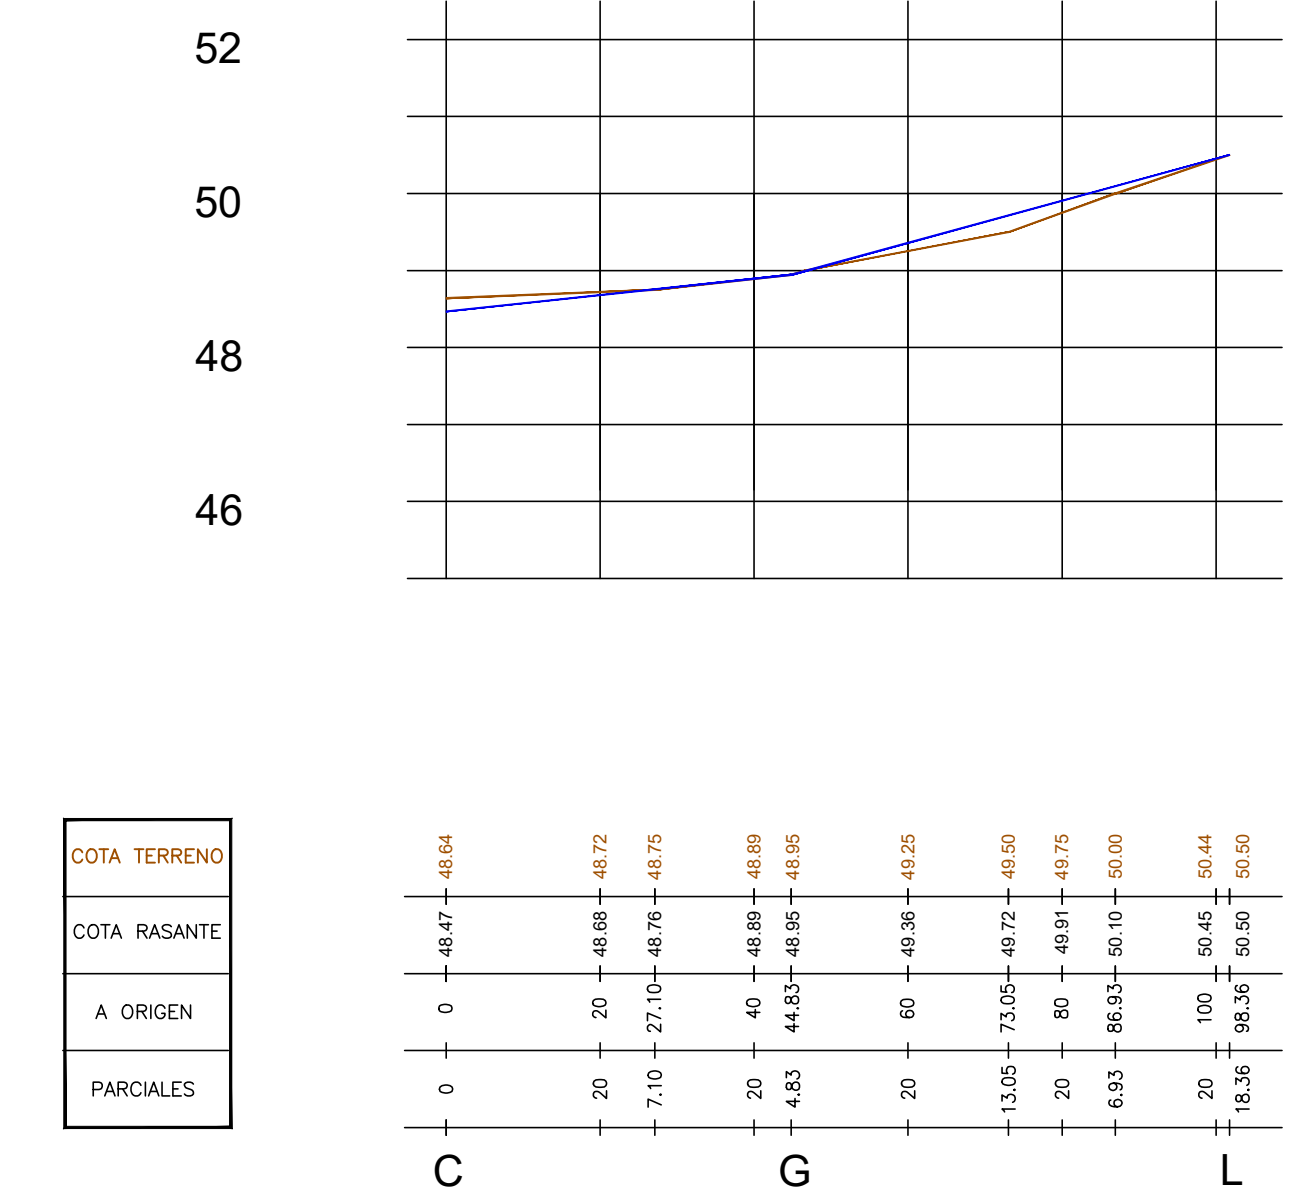 52
50
48
46
COTA TERRENO 48.64 48.72 48.75 48.89 48.95 49.25 49.50 49.75 50.00 50.44 50.50
COTA RASANTE 48.47 48.68 48.76 48.89 48.95 49.36 49.72 49.91 50.10 50.45 50.50
A ORIGEN 0 20 27.10 40 44.83 60 73.05 80 86.93 100 98.36
PARCIALES 0 20 7.10 20 4.83 20 13.05 20 6.93 20 18.36
C G L